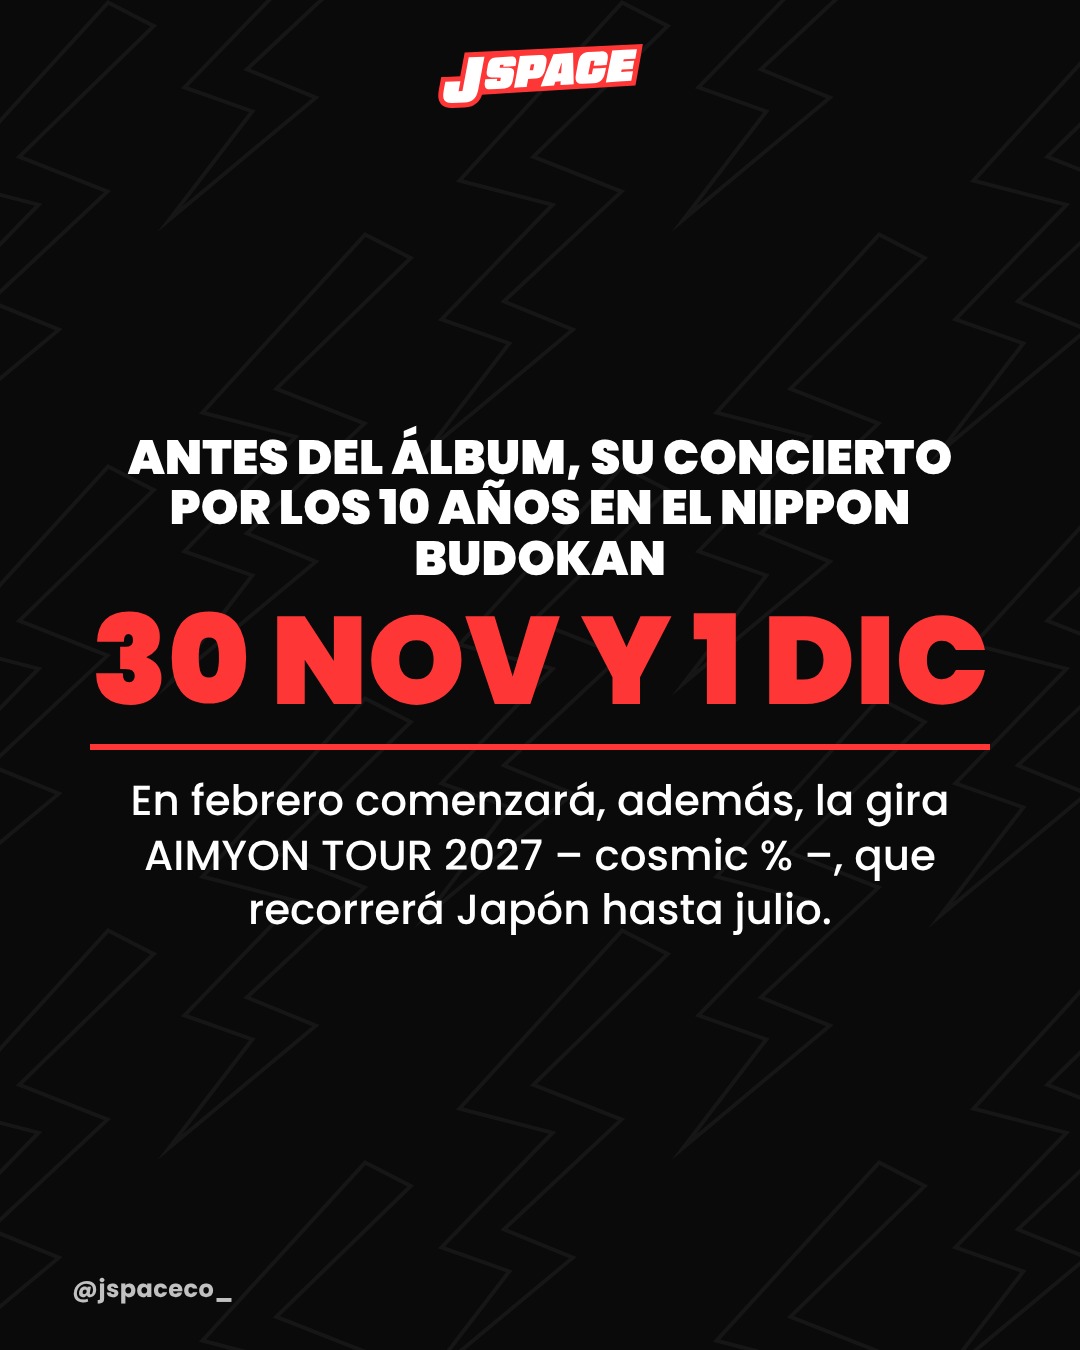 JSPACE
ANTES DEL ÁLBUM, SU CONCIERTO
POR LOS 10 AÑOS EN EL NIPPON
BUDOKAN
30 NOV Y 1 DIC
En febrero comenzará, además, la gira
AIMYON TOUR 2027 – cosmic % –, que
recorrerá Japón hasta julio.
@jspaceco_